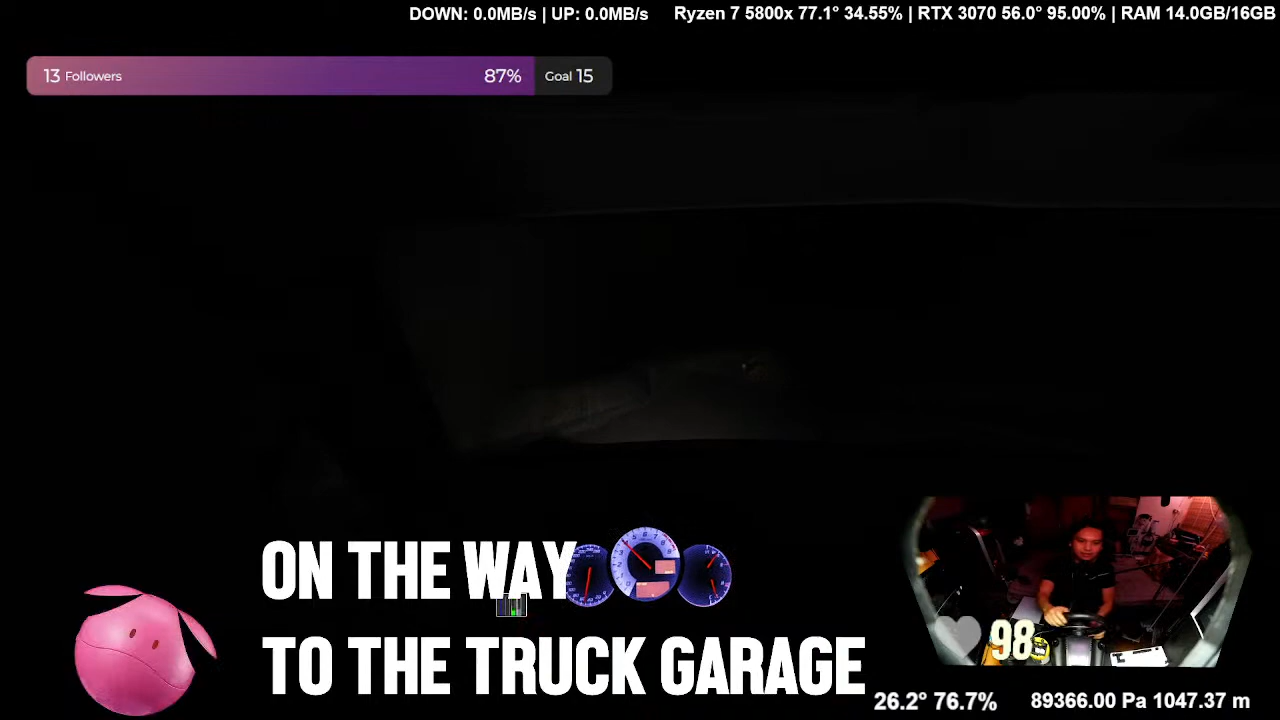 DOWN: 0.0MB/s | UP: 0.0MB/s Ryzen 7 5800x 77.1° 34.55% | RTX 3070 56.0° 95.00% | RAM 14.0GB/16GB
13 Followers 87% Goal 15
ON THE WAY
TO THE TRUCK GARAGE
98
26.2° 76.7% 89366.00 Pa 1047.37 m